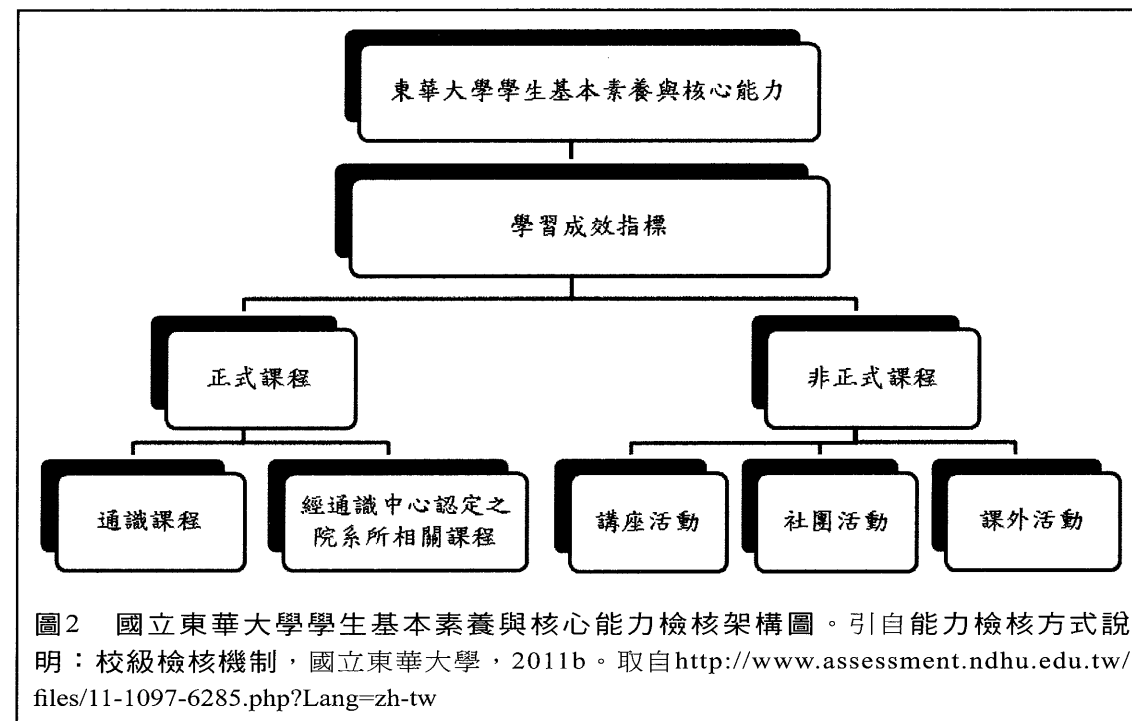 東華大學學生基本素養與核心能力
學習成效指標
正式課程
非正式課程
通識課程
經通識中心認定之
院系所相關課程
講座活動
社團活動
課外活動
圖2 國立東華大學學生基本素養與核心能力檢核架構圖。引自能力檢核方式說
明：校級檢核機制，國立東華大學，2011b。取自http://www.assessment.ndhu.edu.tw/
files/11-1097-6285.php?Lang=zh-tw